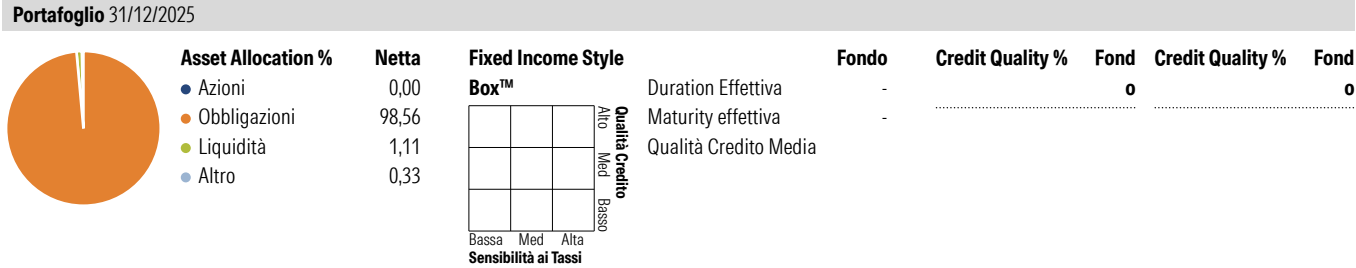 Portafoglio 31/12/2025
Asset Allocation % Netta
Azioni 0,00
Obbligazioni 98,56
Liquidità 1,11
Altro 0,33
Fixed Income Style
Box™
Alto Med Basso
Qualità Credito
Bassa Med Alta
Sensibilità ai Tassi
Fondo
Duration Effettiva -
Maturity effettiva -
Qualità Credito Media
Credit Quality % Fond Credit Quality % Fond
o o